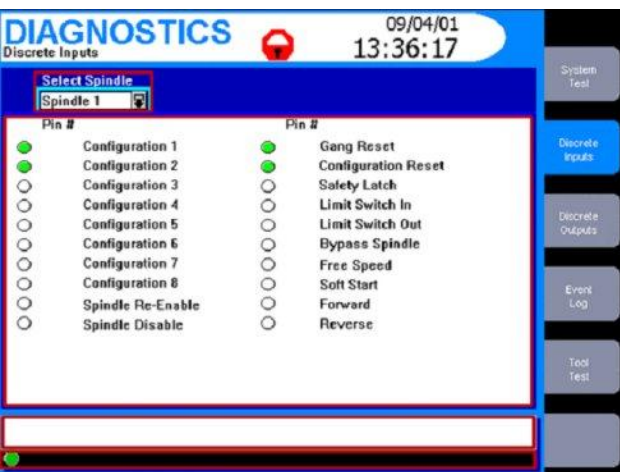 DIAGNOSTICS
Discrete Inputs
09/04/01
13:36:17
Select Spindle
Spindle 1
Pin #
Configuration 1
Configuration 2
Configuration 3
Configuration 4
Configuration 5
Configuration 6
Configuration 7
Configuration 8
Spindle Re-Enable
Spindle Disable
Pin #
Gang Reset
Configuration Reset
Safety Latch
Limit Switch In
Limit Switch Out
Bypass Spindle
Free Speed
Soft Start
Forward
Reverse
System
Test
Discrete
Inputs
Discrete
Outputs
Event
Log
Tool
Test